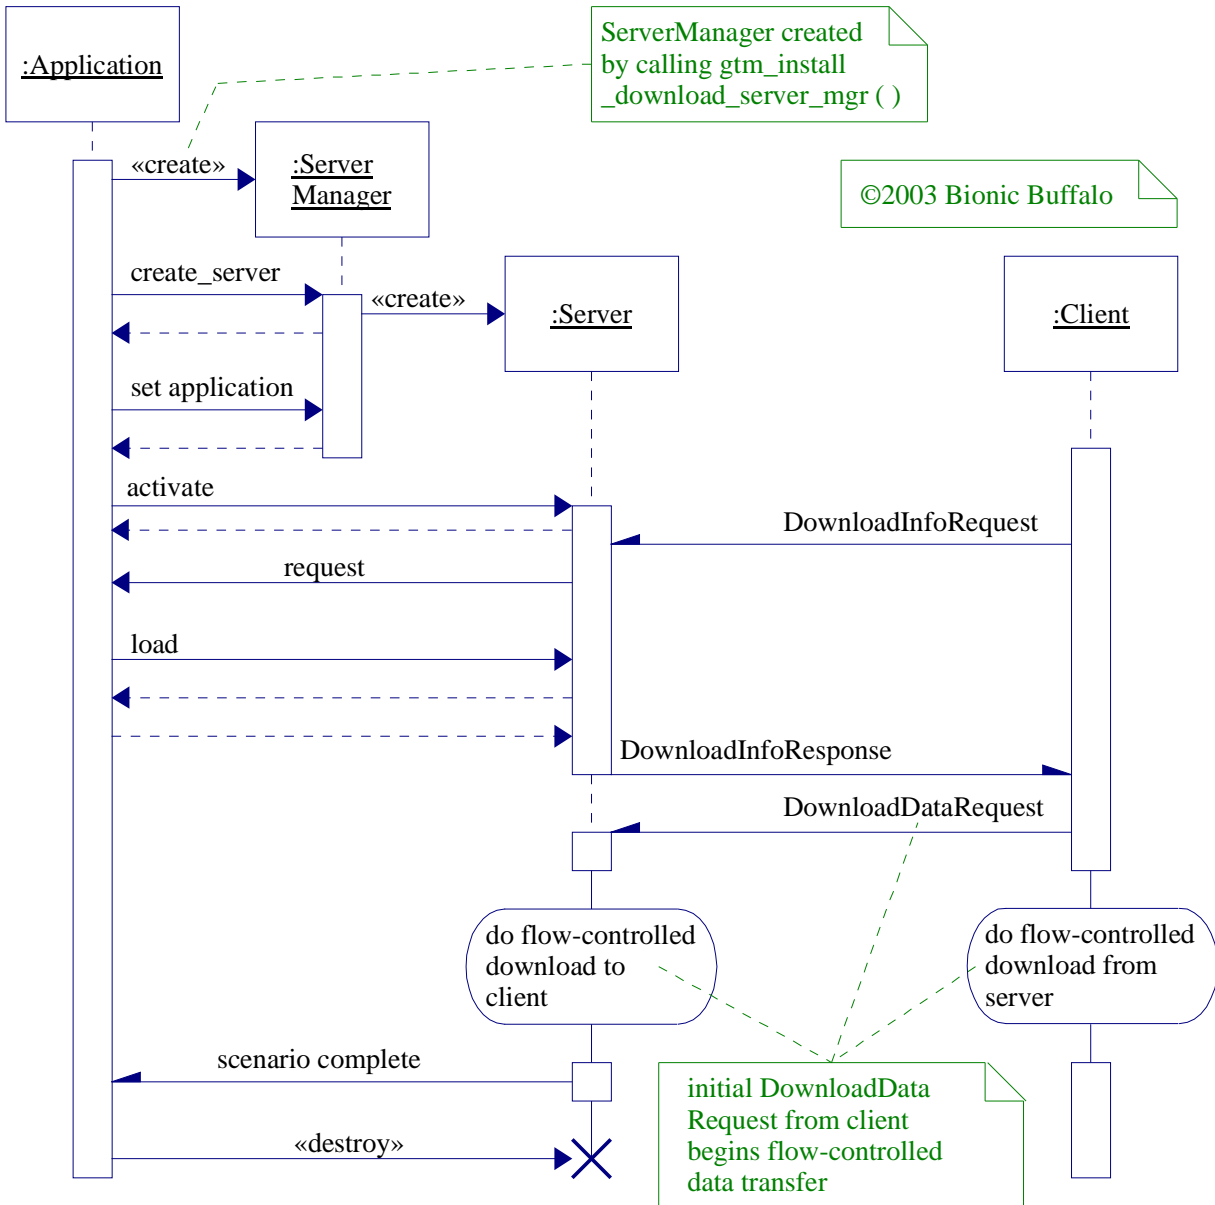 ServerManager created
by calling gtm_install
_download_server_mgr ( )
:Application
«create»
:Server
Manager
©2003 Bionic Buffalo
create_server
«create»
:Server
:Client
set application
activate
DownloadInfoRequest
request
load
DownloadInfoResponse
DownloadDataRequest
do flow-controlled
download to
client
do flow-controlled
download from
server
scenario complete
initial DownloadData
Request from client
begins flow-controlled
data transfer
«destroy»